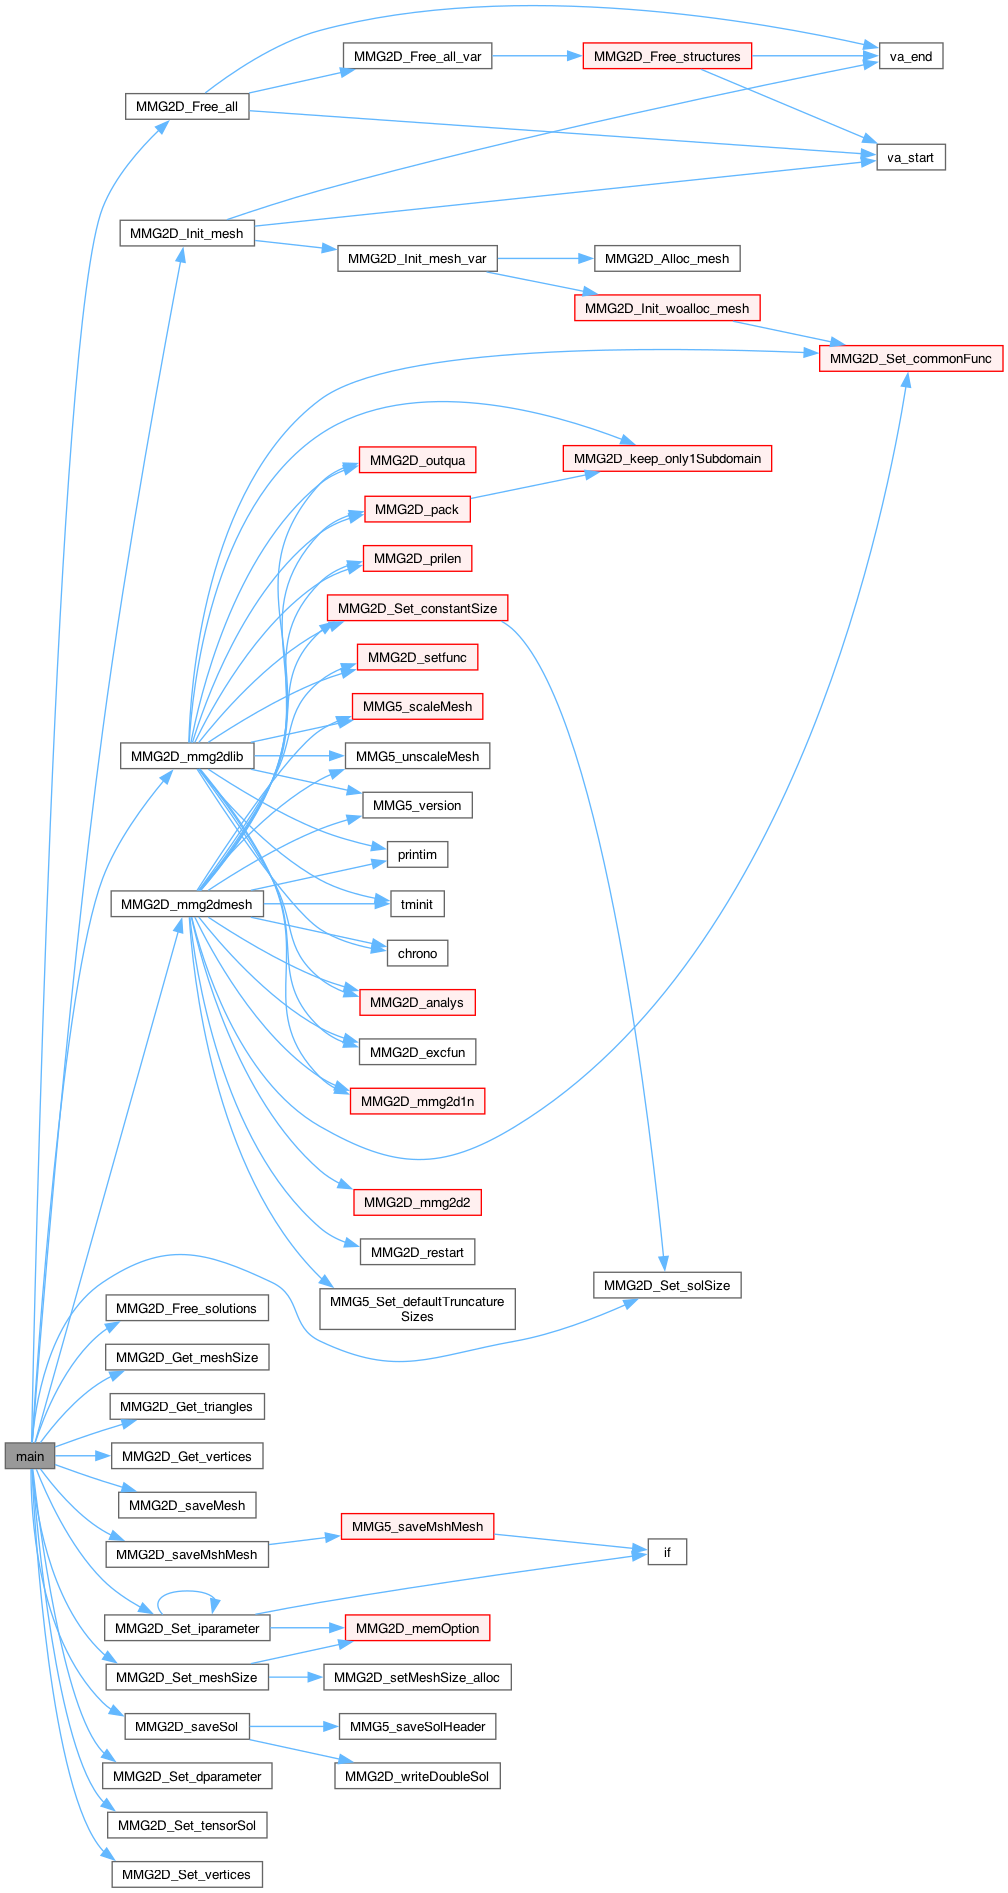 MMG2D_Free_all_var
MMG2D_Free_structures
va_end
MMG2D_Free_all
va_start
MMG2D_Init_mesh
MMG2D_Init_mesh_var
MMG2D_Alloc_mesh
MMG2D_Init_woalloc_mesh
MMG2D_Set_commonFunc
MMG2D_outqua
MMG2D_keep_only1Subdomain
MMG2D_pack
MMG2D_prilen
MMG2D_Set_constantSize
MMG2D_setfunc
MMG5_scaleMesh
MMG2D_mmg2dlib
MMG5_unscaleMesh
MMG5_version
printim
MMG2D_mmg2dmesh
tminit
chrono
MMG2D_analys
MMG2D_excfun
MMG2D_mmg2d1n
MMG2D_mmg2d2
MMG2D_restart
MMG2D_Set_solSize
MMG5_Set_defaultTruncature
Sizes
MMG2D_Free_solutions
MMG2D_Get_meshSize
MMG2D_Get_triangles
main
MMG2D_Get_vertices
MMG2D_saveMesh
MMG2D_saveMshMesh
MMG5_saveMshMesh
if
MMG2D_Set_iparameter
MMG2D_memOption
MMG2D_Set_meshSize
MMG2D_setMeshSize_alloc
MMG2D_saveSol
MMG5_saveSolHeader
MMG2D_Set_dparameter
MMG2D_writeDoubleSol
MMG2D_Set_tensorSol
MMG2D_Set_vertices